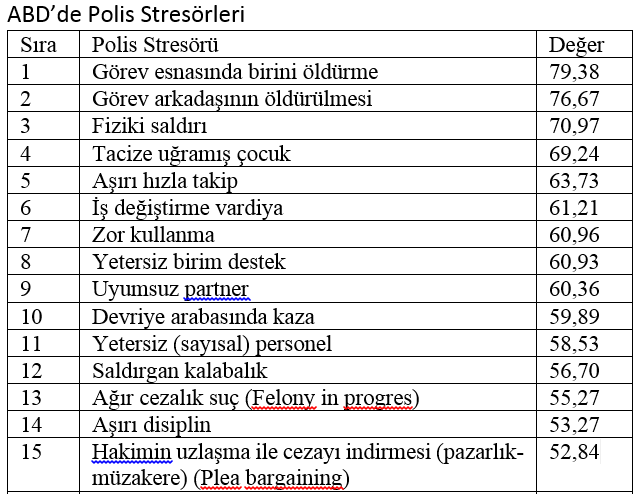 ABD’de Polis Stresörleri
Sıra Polis Stresörü Değer
1 Görev esnasında birini öldürme 79,38
2 Görev arkadaşının öldürülmesi 76,67
3 Fiziki saldırı 70,97
4 Tacize uğramış çocuk 69,24
5 Aşırı hızla takip 63,73
6 İş değiştirme vardiya 61,21
7 Zor kullanma 60,96
8 Yetersiz birim destek 60,93
9 Uyumsuz partner 60,36
10 Devriye arabasında kaza 59,89
11 Yetersiz (sayısal) personel 58,53
12 Saldırgan kalabalık 56,70
13 Ağır cezalık suç (Felony in progres) 55,27
14 Aşırı disiplin 53,27
15 Hakimin uzlaşma ile cezayı indirmesi (pazarlık- 52,84
müzakere) (Plea bargaining)